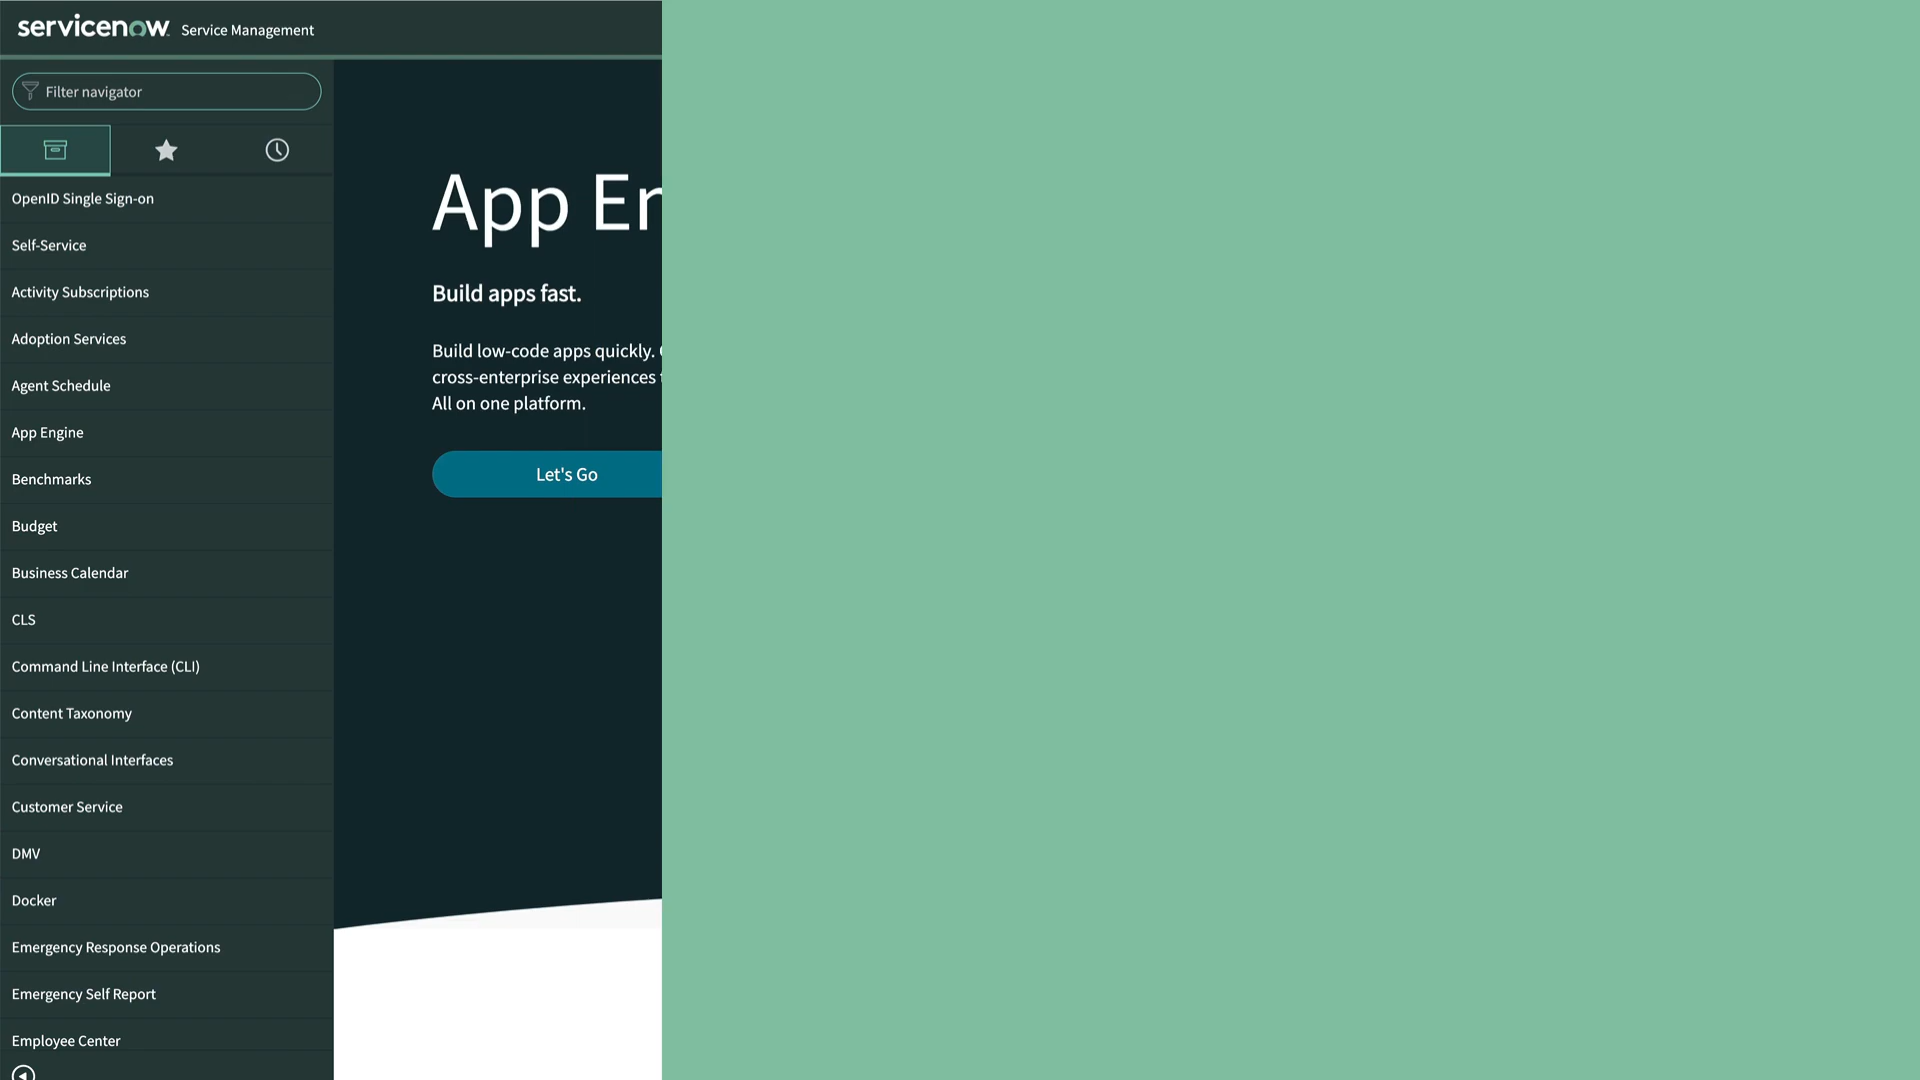 servicenow Service Management
Filter navigator
OpenID Single Sign-on
Self-Service
Activity Subscriptions
Adoption Services
Agent Schedule
App Engine
Benchmarks
Budget
Business Calendar
CLS
Command Line Interface (CLI)
Content Taxonomy
Conversational Interfaces
Customer Service
DMV
Docker
Emergency Response Operations
Emergency Self Report
Employee Center
App
Build apps fast.
Build low-code apps quickly.
cross-enterprise experiences
All on one platform.
Let's Go